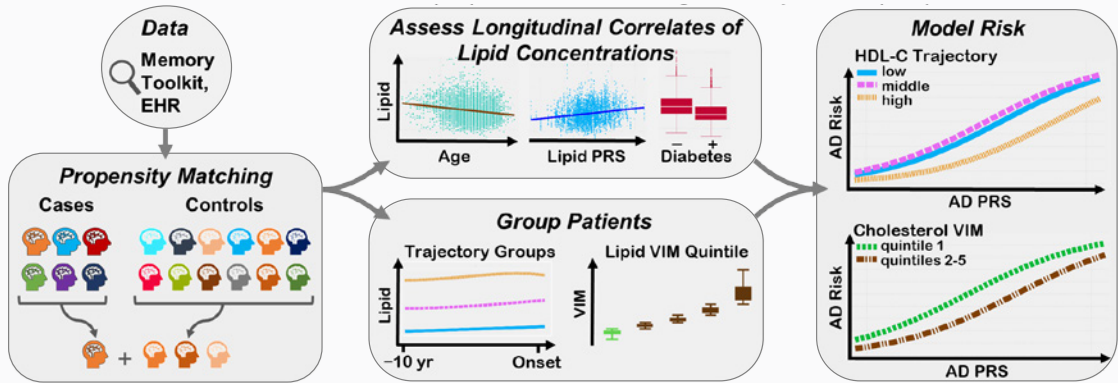 Data
Memory
Toolkit,
EHR
Propensity Matching
Cases
Controls
+
Assess Longitudinal Correlates of
Lipid Concentrations
Lipid
Age
Lipid PRS
− +
Diabetes
Group Patients
Trajectory Groups
Lipid
−10 yr
Onset
Lipid VIM Quintile
VIM
Model Risk
HDL-C Trajectory
low
middle
high
AD Risk
AD PRS
Cholesterol VIM
quintile 1
quintiles 2-5
AD Risk
AD PRS